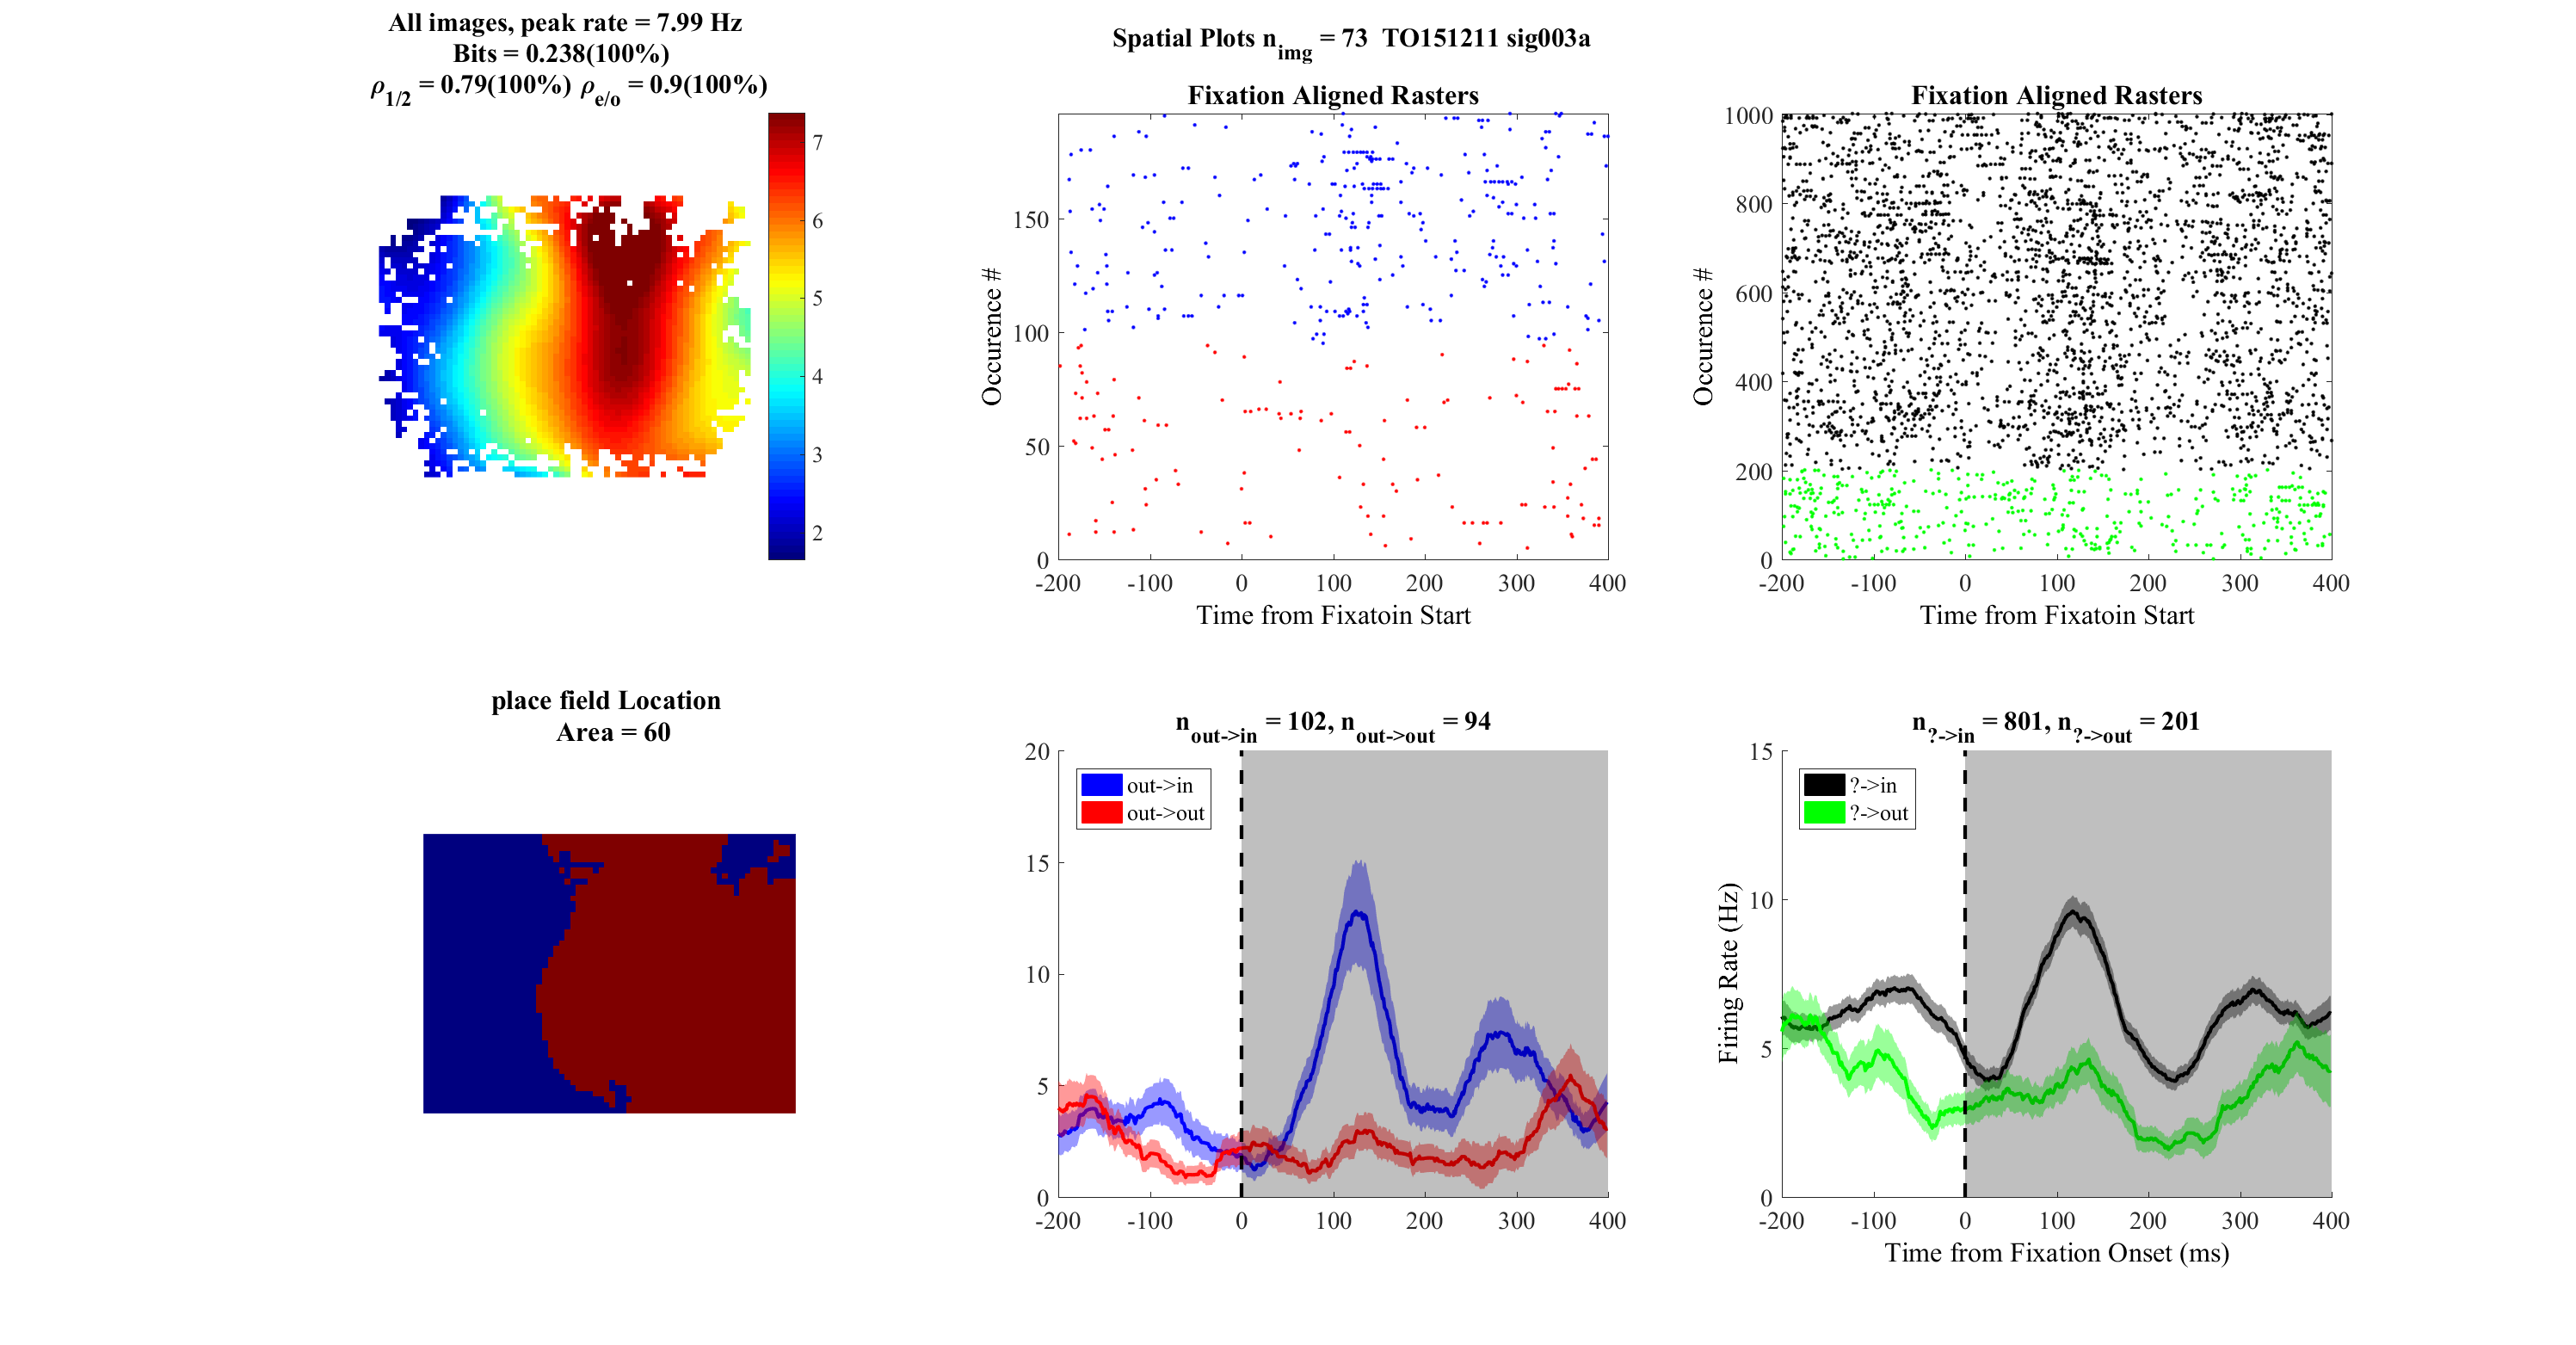 All images, peak rate = 7.99 Hz
Bits = 0.238(100%)
ρ1/2 = 0.79(100%) ρe/o = 0.9(100%)
7
6
5
4
3
2
Spatial Plots nimg = 73 TO151211 sig003a
Fixation Aligned Rasters
Occurence #
150
100
50
0
-200 -100 0 100 200 300 400
Time from Fixatoin Start
Fixation Aligned Rasters
Occurence #
1000
800
600
400
200
0
-200 -100 0 100 200 300 400
Time from Fixatoin Start
place field Location
Area = 60
nout->in = 102, nout->out = 94
20
15
10
5
0
out->in
out->out
-200 -100 0 100 200 300 400
n?->in = 801, n?->out = 201
Firing Rate (Hz)
15
10
5
0
?->in
?->out
-200 -100 0 100 200 300 400
Time from Fixation Onset (ms)